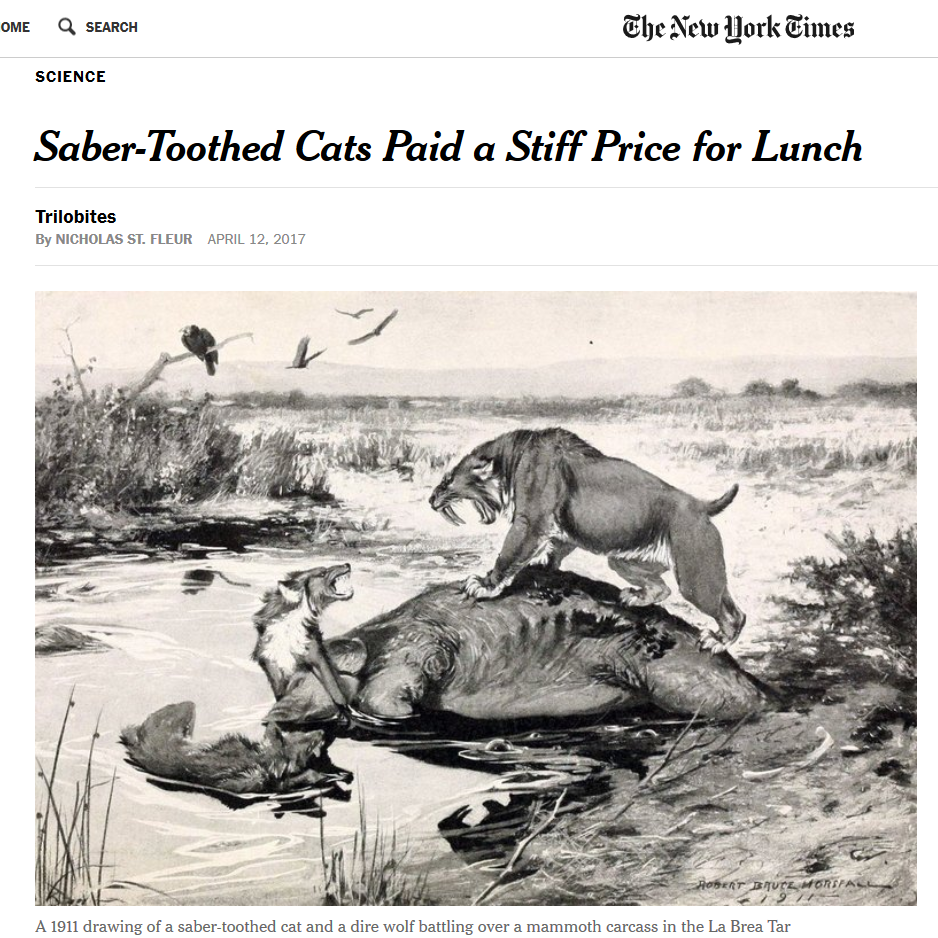 OME SEARCH The New York Times
SCIENCE
Saber-Toothed Cats Paid a Stiff Price for Lunch
Trilobites
By NICHOLAS ST. FLEUR APRIL 12, 2017
ROBERT BRUCE HORSFALL
1911
A 1911 drawing of a saber-toothed cat and a dire wolf battling over a mammoth carcass in the La Brea Tar